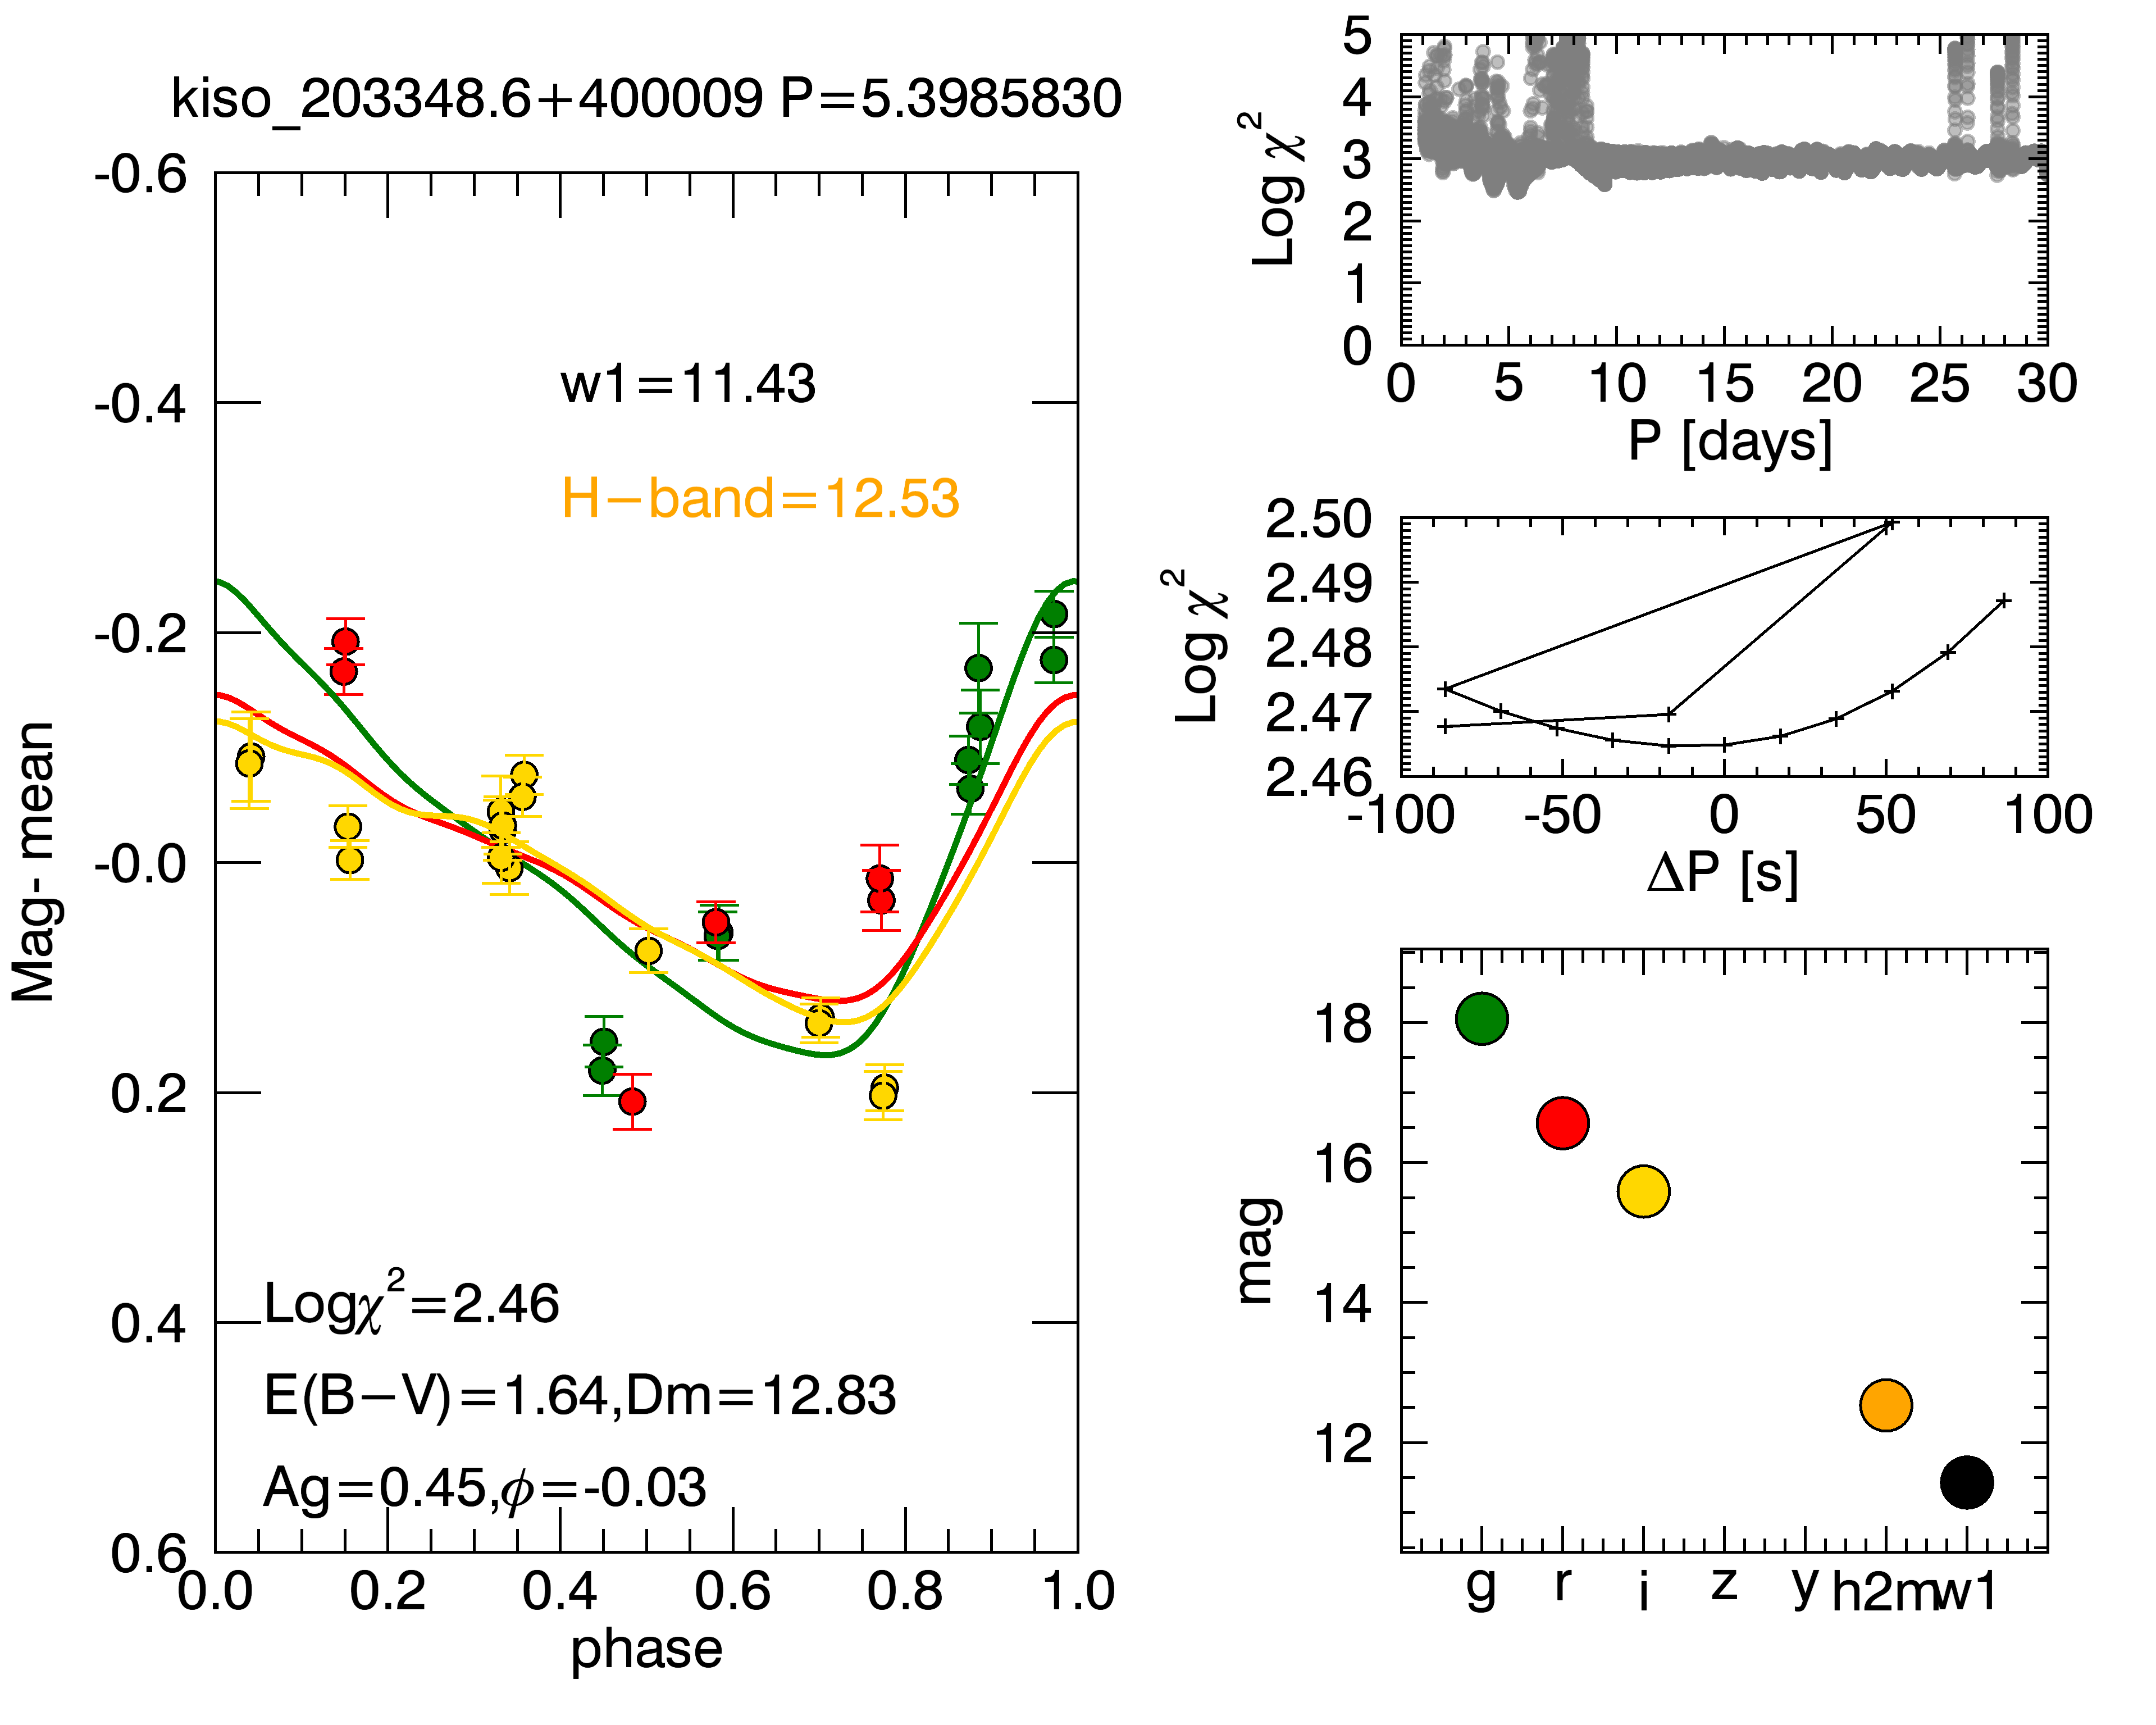 kiso_203348.6+400009 P=5.3985830
-0.6
-0.4
-0.2
-0.0
0.2
0.4
0.6
Mag- mean
w1=11.43
H−band=12.53
Logχ²=2.46
E(B−V)=1.64,Dm=12.83
Ag=0.45,ϕ=-0.03
0.0 0.2 0.4 0.6 0.8 1.0
phase
5
4
3
2
1
0
Log χ²
0 5 10 15 20 25 30
P [days]
2.50
2.49
2.48
2.47
2.46
Log χ²
-100 -50 0 50 100
ΔP [s]
18
16
14
12
mag
g r i z y h2m w1